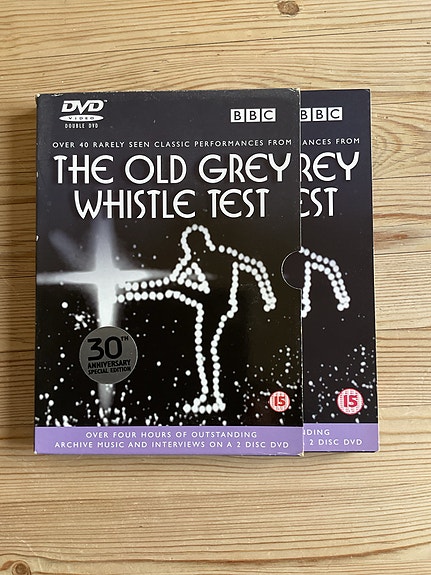 DVD
VIDEO
DOUBLE DVD
BBC
OVER 40 RARELY SEEN CLASSIC PERFORMANCES FROM
THE OLD GREY
WHISTLE TEST
30TH
ANNIVERSARY
SPECIAL EDITION
15
OVER FOUR HOURS OF OUTSTANDING
ARCHIVE MUSIC AND INTERVIEWS ON A 2 DISC DVD
BBC
ANCES FROM
REY
EST
15
NDING
2 DISC DVD